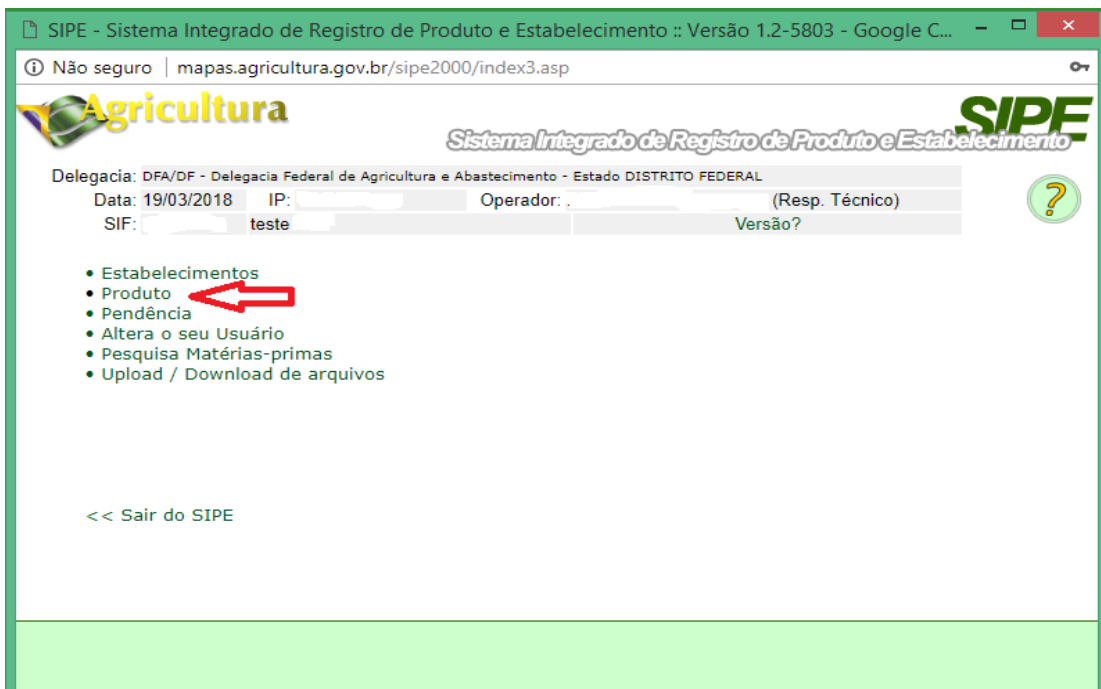 SIPE - Sistema Integrado de Registro de Produto e Estabelecimento :: Versão 1.2-5803 - Google C...
Não seguro | mapas.agricultura.gov.br/sipe2000/index3.asp
Agricultura
SIPE
Sistema Integrado de Registro de Produto e Estabelecimento
Delegacia: DFA/DF - Delegacia Federal de Agricultura e Abastecimento - Estado DISTRITO FEDERAL
Data: 19/03/2018 IP: Operador: . (Resp. Técnico)
?
SIF: teste Versão?
• Estabelecimentos
• Produto
• Pendência
• Altera o seu Usuário
• Pesquisa Matérias-primas
• Upload / Download de arquivos
<< Sair do SIPE